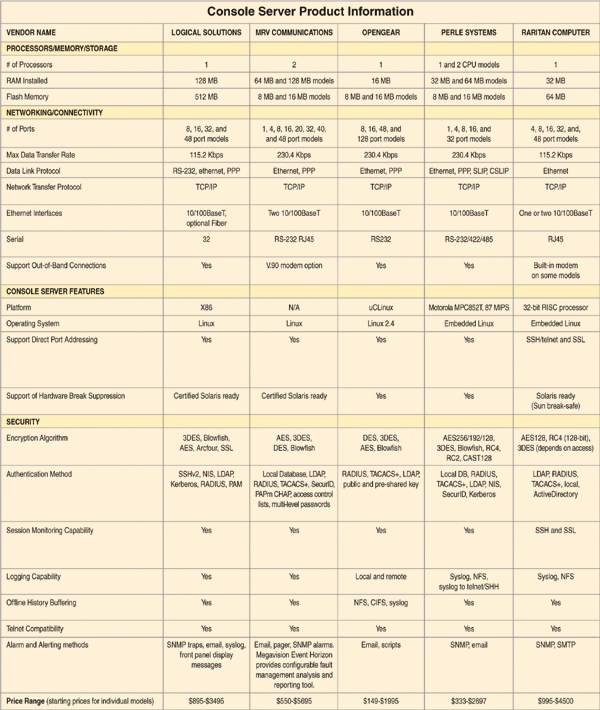 Console Server Product Information
VENDOR NAME LOGICAL SOLUTIONS MRV COMMUNICATIONS OPENGEAR PERLE SYSTEMS RARITAN COMPUTER
PROCESSORS/MEMORY/STORAGE
# of Processors 1 2 1 1 and 2 CPU models 1
RAM Installed 128 MB 64 MB and 128 MB models 16 MB 32 MB and 64 MB models 32 MB
Flash Memory 512 MB 8 MB and 16 MB models 8 MB and 16 MB models 8 MB and 16 MB models 64 MB
NETWORKING/CONNECTIVITY
# of Ports 8, 16, 32, and 1, 4, 8, 16, 20, 32, 40, 8, 16, 48, and 1, 4, 8, 16, and 4, 8, 16, 32, and,
48 port models and 48 port models 128 port models 32 port models 48 port models
Max Data Transfer Rate 115.2 Kbps 230.4 Kbps 230.4 Kbps 230.4 Kbps 115.2 Kbps
Data Link Protocol RS-232, ethernet, PPP Ethernet, PPP Ethernet, PPP Ethernet, PPP, SLIP, CSLIP Ethernet
Network Transfer Protocol TCP/IP TCP/IP TCP/IP TCP/IP TCP/IP
Ethernet Interfaces 10/100BaseT, Two 10/100BaseT 10/100BaseT 10/100BaseT One or two 10/100BaseT
optional Fiber
Serial 32 RS-232 RJ45 RS232 RS-232/422/485 RJ45
Support Out-of-Band Connections Yes V.90 modem option Yes Yes Built-in modem
on some models
CONSOLE SERVER FEATURES
Platform X86 N/A uCLinux Motorola MPC852T, 87 MIPS 32-bit RISC processor
Operating System Linux Linux Linux 2.4 Embedded Linux Embedded Linux
Support Direct Port Addressing Yes Yes Yes Yes SSH/telnet and SSL
Support of Hardware Break Suppression Certified Solaris ready Certified Solaris ready Yes Yes Solaris ready
(Sun break-safe)
SECURITY
Encryption Algorithm 3DES, Blowfish, AES, 3DES, DES, 3DES, AES256/192/128, AES128, RC4 (128-bit),
AES, Arcfour, SSL DES, Blowfish AES, Blowfish 3DES, Blowfish, RC4, 3DES (depends on access)
RC2, CAST128
Authentication Method SSHv2, NIS, LDAP, Local Database, LDAP, RADIUS, TACACS+, LDAP, Local DB, RADIUS, LDAP, RADIUS,
Kerberos, RADIUS, PAM RADIUS, TACACS+, SecurID, public and pre-shared key TACACS+, LDAP, NIS, TACACS+, local,
PAPm CHAP, access control SecurID, Kerberos ActiveDirectory
lists, multi-level passwords
Session Monitoring Capability Yes Yes Yes Yes SSH and SSL
Logging Capability Yes Yes Local and remote Syslog, NFS, Syslog, NFS
syslog to telnet/SHH
Offline History Buffering Yes Yes NFS, CIFS, syslog Yes Yes
Telnet Compatibility Yes Yes Yes Yes Yes
Alarm and Alerting methods SNMP traps, email, syslog, Email, pager, SNMP alarms. Email, scripts SNMP, email SNMP, SMTP
front panel display Megavision Event Horizon
messages provides configurable fault
management analysis and
reporting tool.
Price Range (starting prices for individual models) $895-$3495 $550-$5695 $149-$1995 $333-$2697 $995-$4500